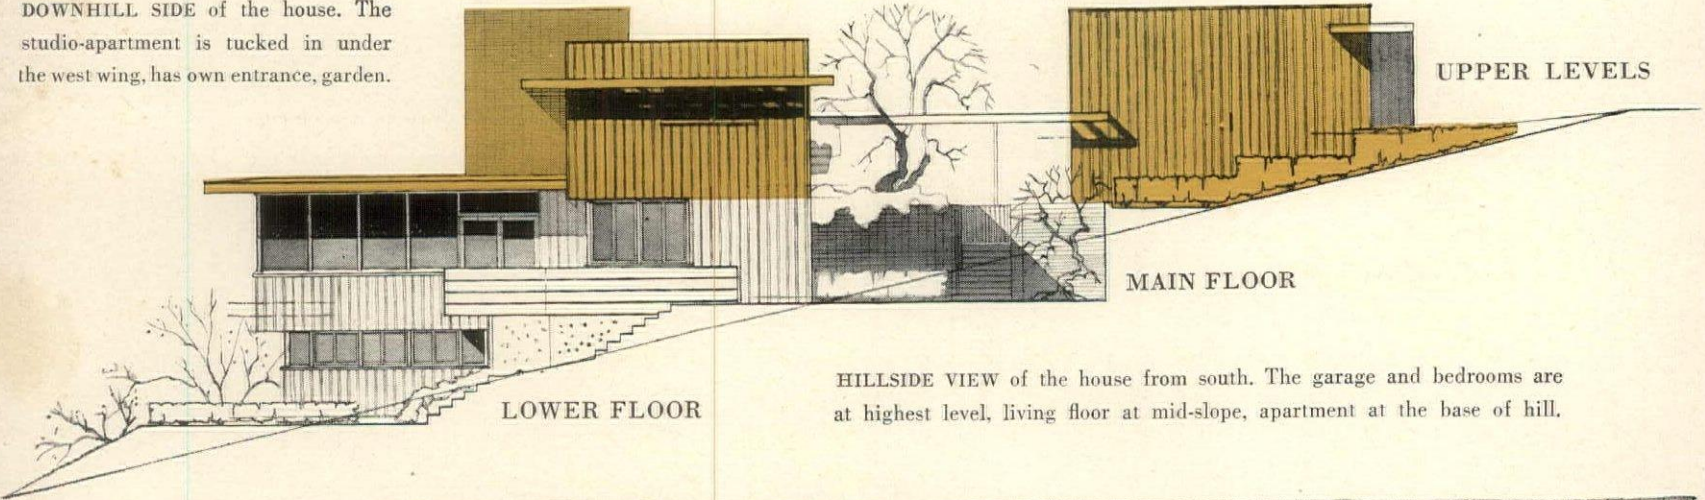 DOWNHILL SIDE of the house. The
studio-apartment is tucked in under
the west wing, has own entrance, garden.
UPPER LEVELS
MAIN FLOOR
HILLSIDE VIEW of the house from south. The garage and bedrooms are
at highest level, living floor at mid-slope, apartment at the base of hill.
LOWER FLOOR